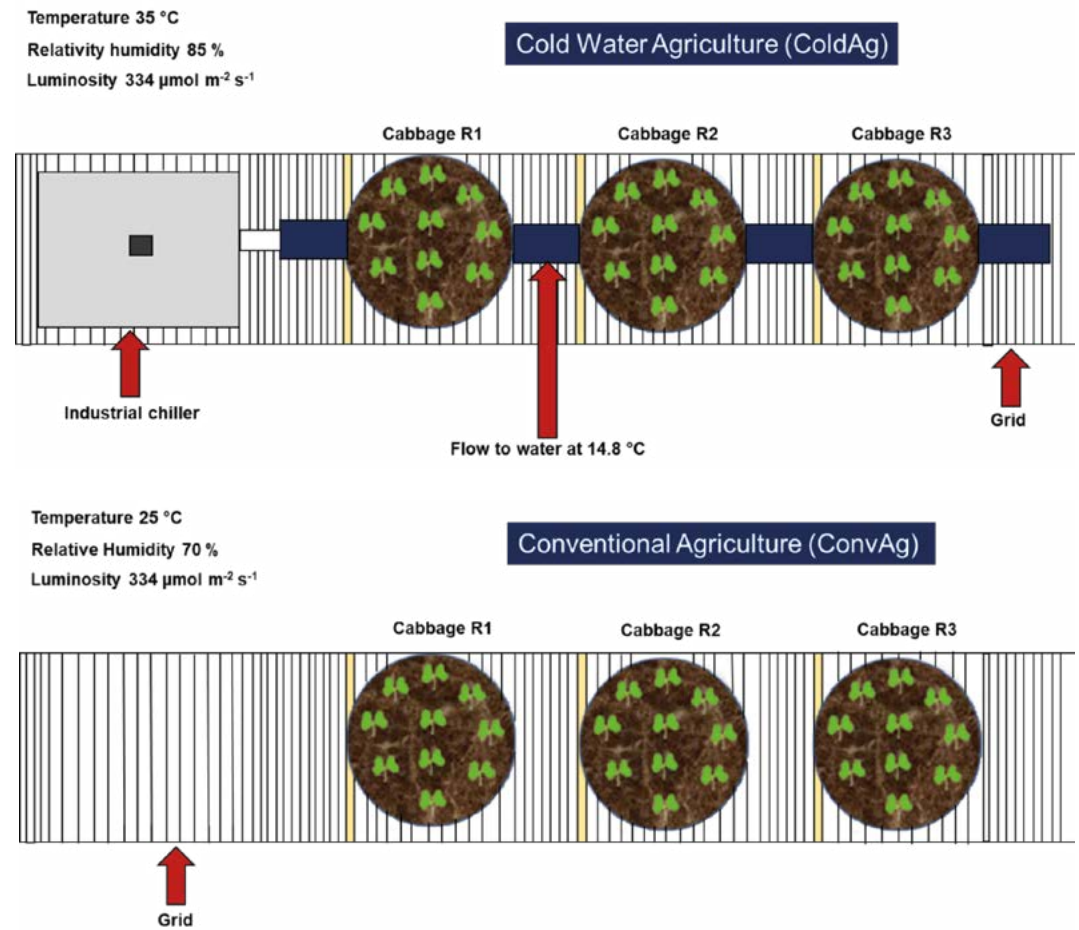 Temperature 35 °C
Relativity humidity 85 %
Luminosity 334 µmol m-2 s-1
Cold Water Agriculture (ColdAg)
Cabbage R1
Cabbage R2
Cabbage R3
Industrial chiller
Grid
Flow to water at 14.8 °C
Temperature 25 °C
Relative Humidity 70 %
Luminosity 334 µmol m-2 s-1
Conventional Agriculture (ConvAg)
Cabbage R1
Cabbage R2
Cabbage R3
Grid